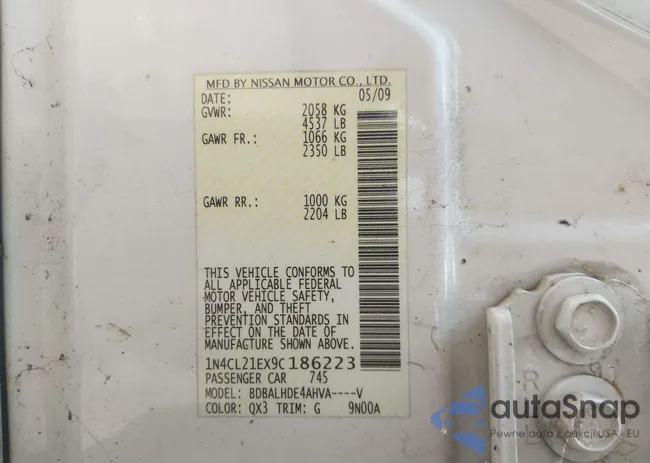 MFD BY NISSAN MOTOR CO., LTD.
DATE: 05/09
GVWR: 2058 KG
4537 LB
GAWR FR.: 1066 KG
2350 LB
GAWR RR.: 1000 KG
2204 LB
THIS VEHICLE CONFORMS TO
ALL APPLICABLE FEDERAL
MOTOR VEHICLE SAFETY,
BUMPER, AND THEFT
PREVENTION STANDARDS IN
EFFECT ON THE DATE OF
MANUFACTURE SHOWN ABOVE.
1N4CL21EX9C186223
PASSENGER CAR 745
MODEL: BDBALHDE4AHVA----V
COLOR: QX3 TRIM: G 9N00A
autoSnap
Pewne auta z aukcji USA i EU